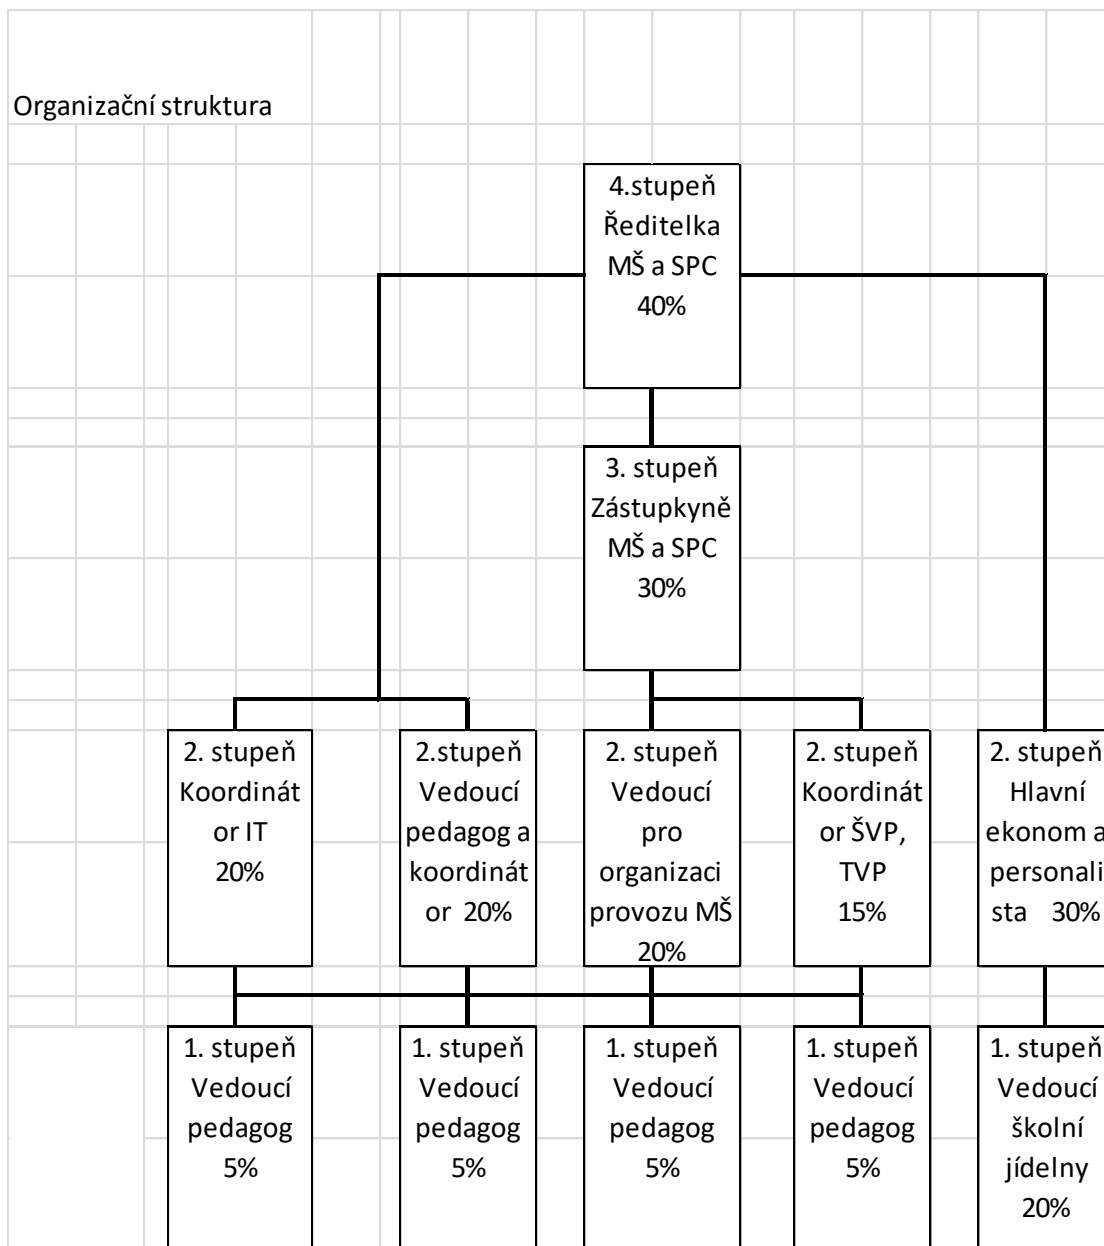 Organizační struktura
4.stupeň
Ředitelka
MŠ a SPC
40%
3. stupeň
Zástupkyně
MŠ a SPC
30%
2. stupeň
Koordinát
or IT
20%
2.stupeň
Vedoucí
pedagog a
koordinát
or 20%
2. stupeň
Vedoucí
pro
organizaci
provozu MŠ
20%
2. stupeň
Koordinát
or ŠVP,
TVP
15%
2. stupeň
Hlavní
ekonom a
personali
sta 30%
1. stupeň
Vedoucí
pedagog
5%
1. stupeň
Vedoucí
pedagog
5%
1. stupeň
Vedoucí
pedagog
5%
1. stupeň
Vedoucí
pedagog
5%
1. stupeň
Vedoucí
školní
jídelny
20%